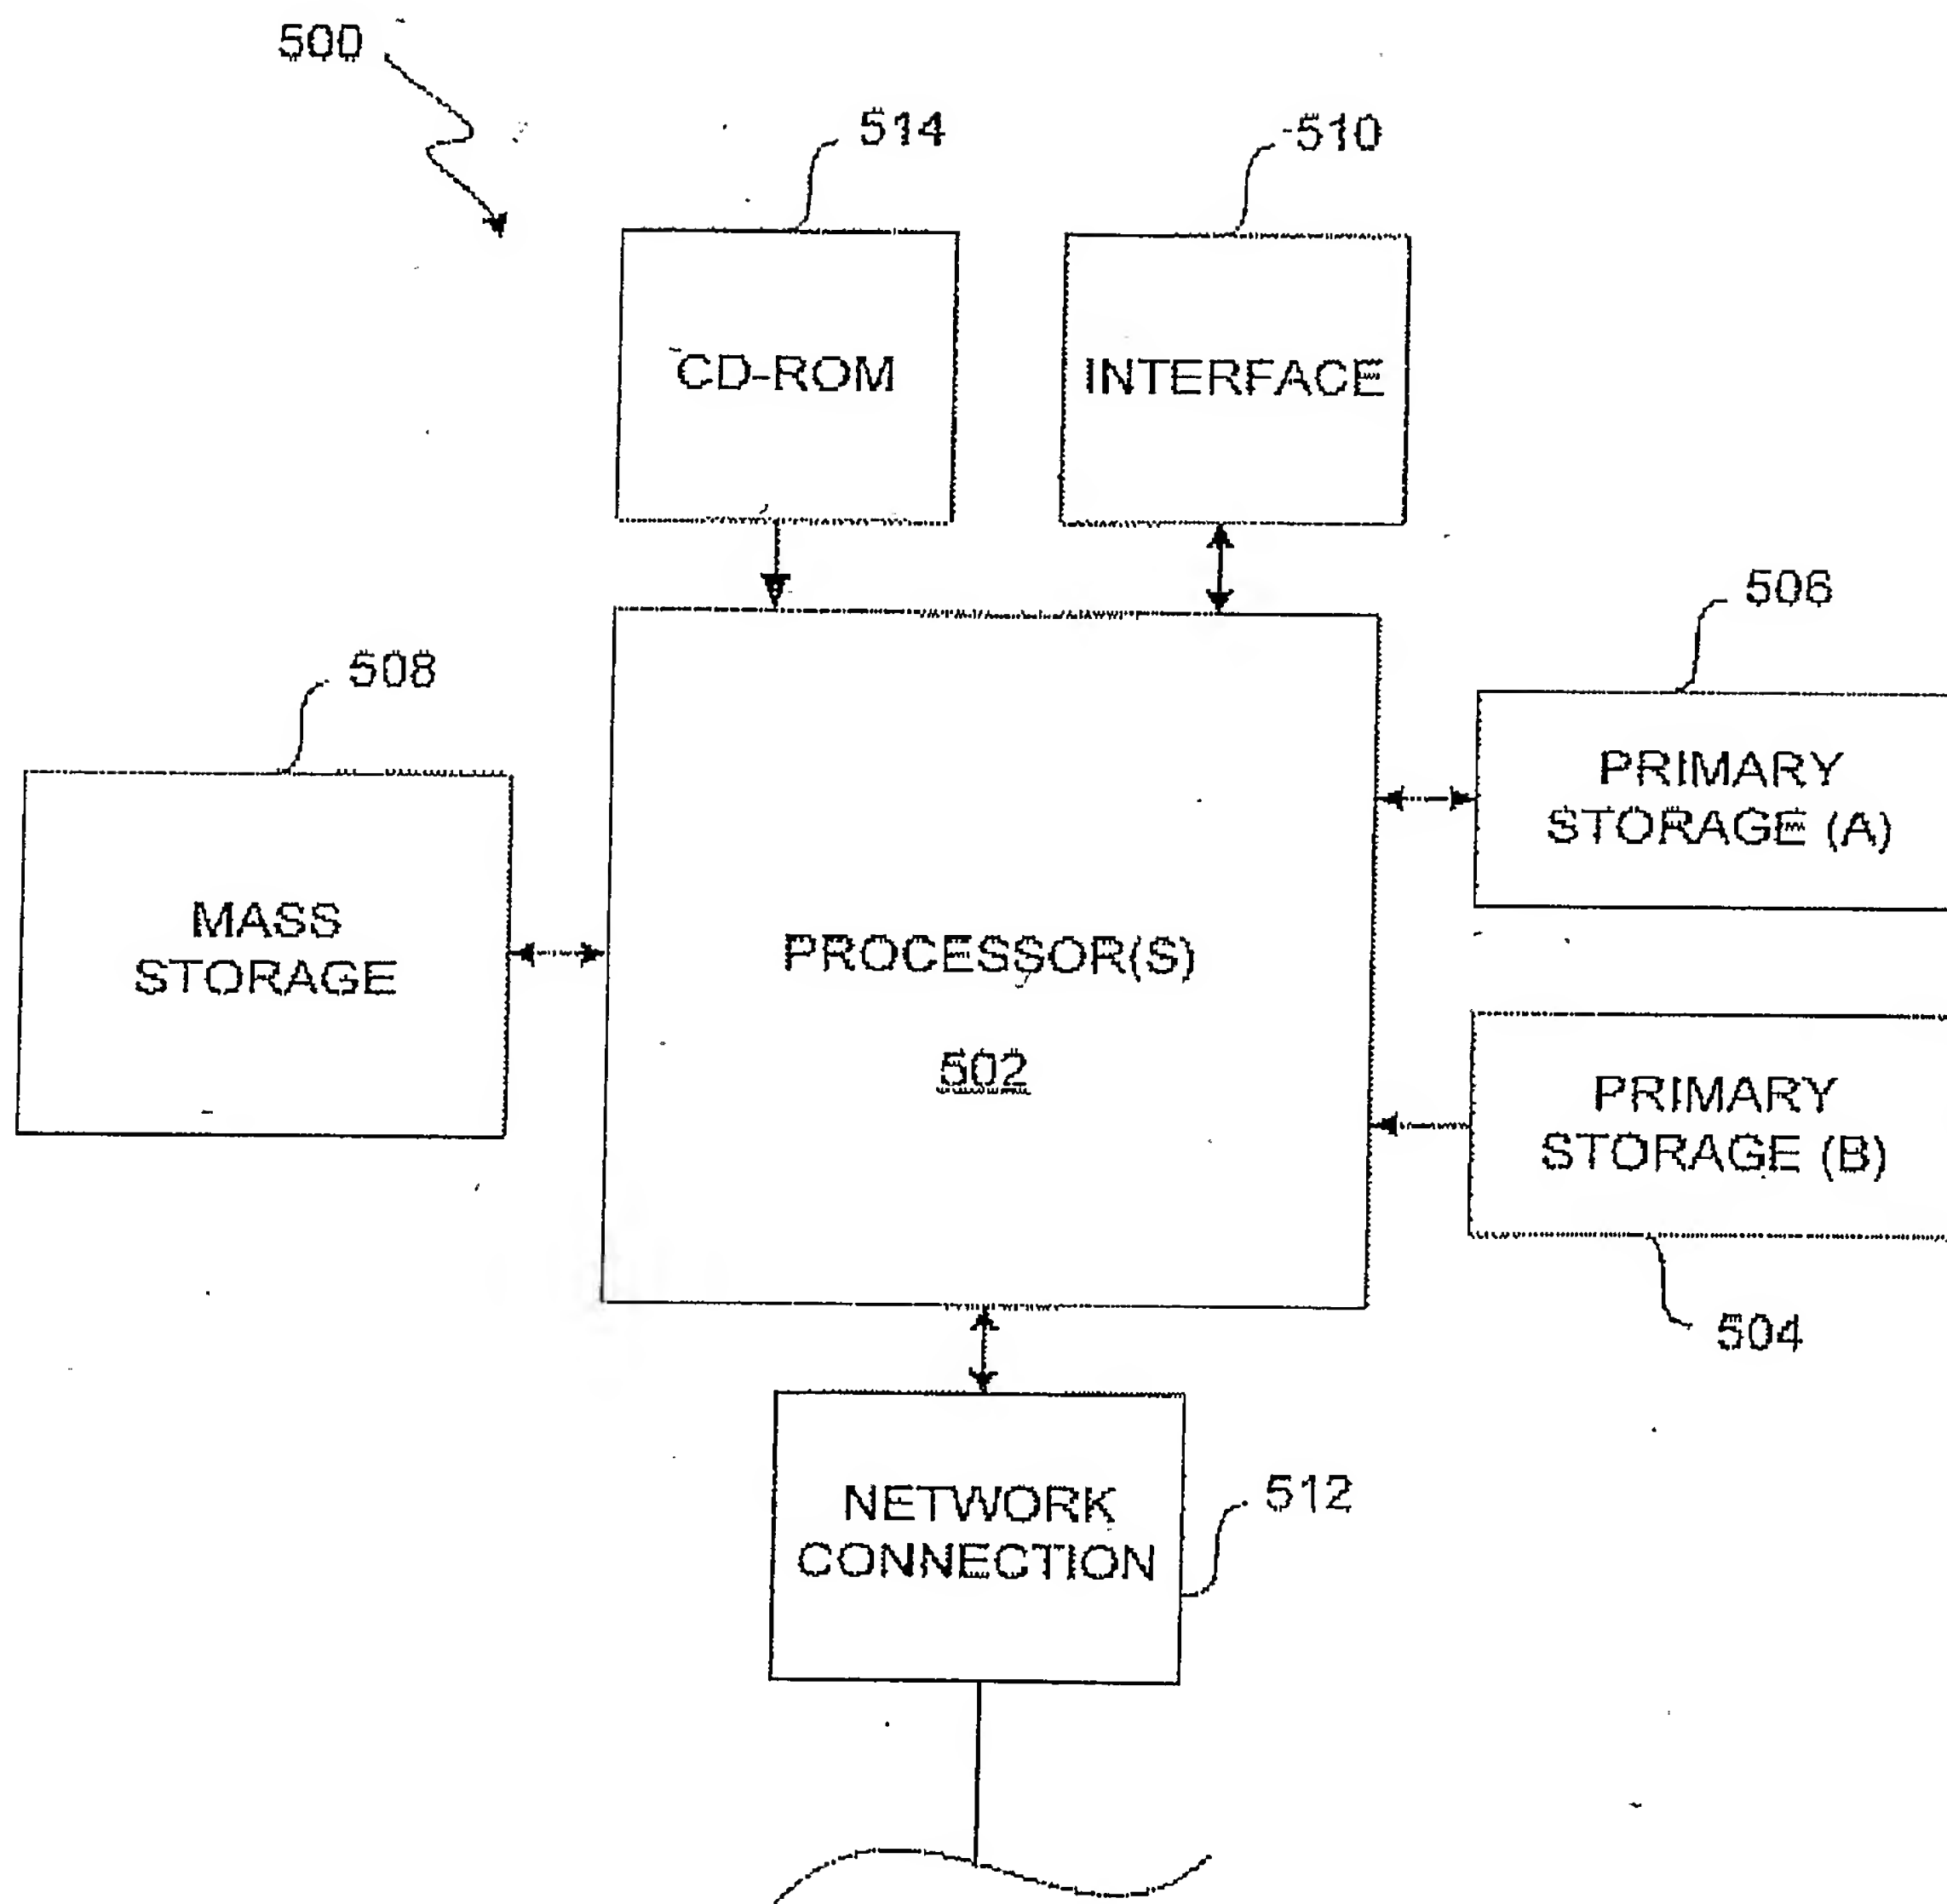 500
514
510
CD-ROM
INTERFACE
506
508
PRIMARY
STORAGE (A)
MASS
STORAGE
PROCESSOR(S)
502
PRIMARY
STORAGE (B)
504
NETWORK
CONNECTION
512